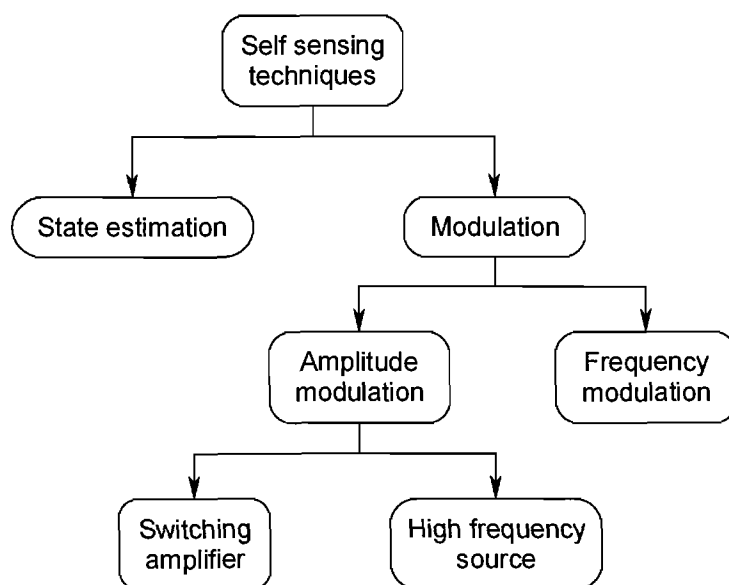 Self sensing
techniques
State estimation
Modulation
Amplitude
modulation
Frequency
modulation
Switching
amplifier
High frequency
source